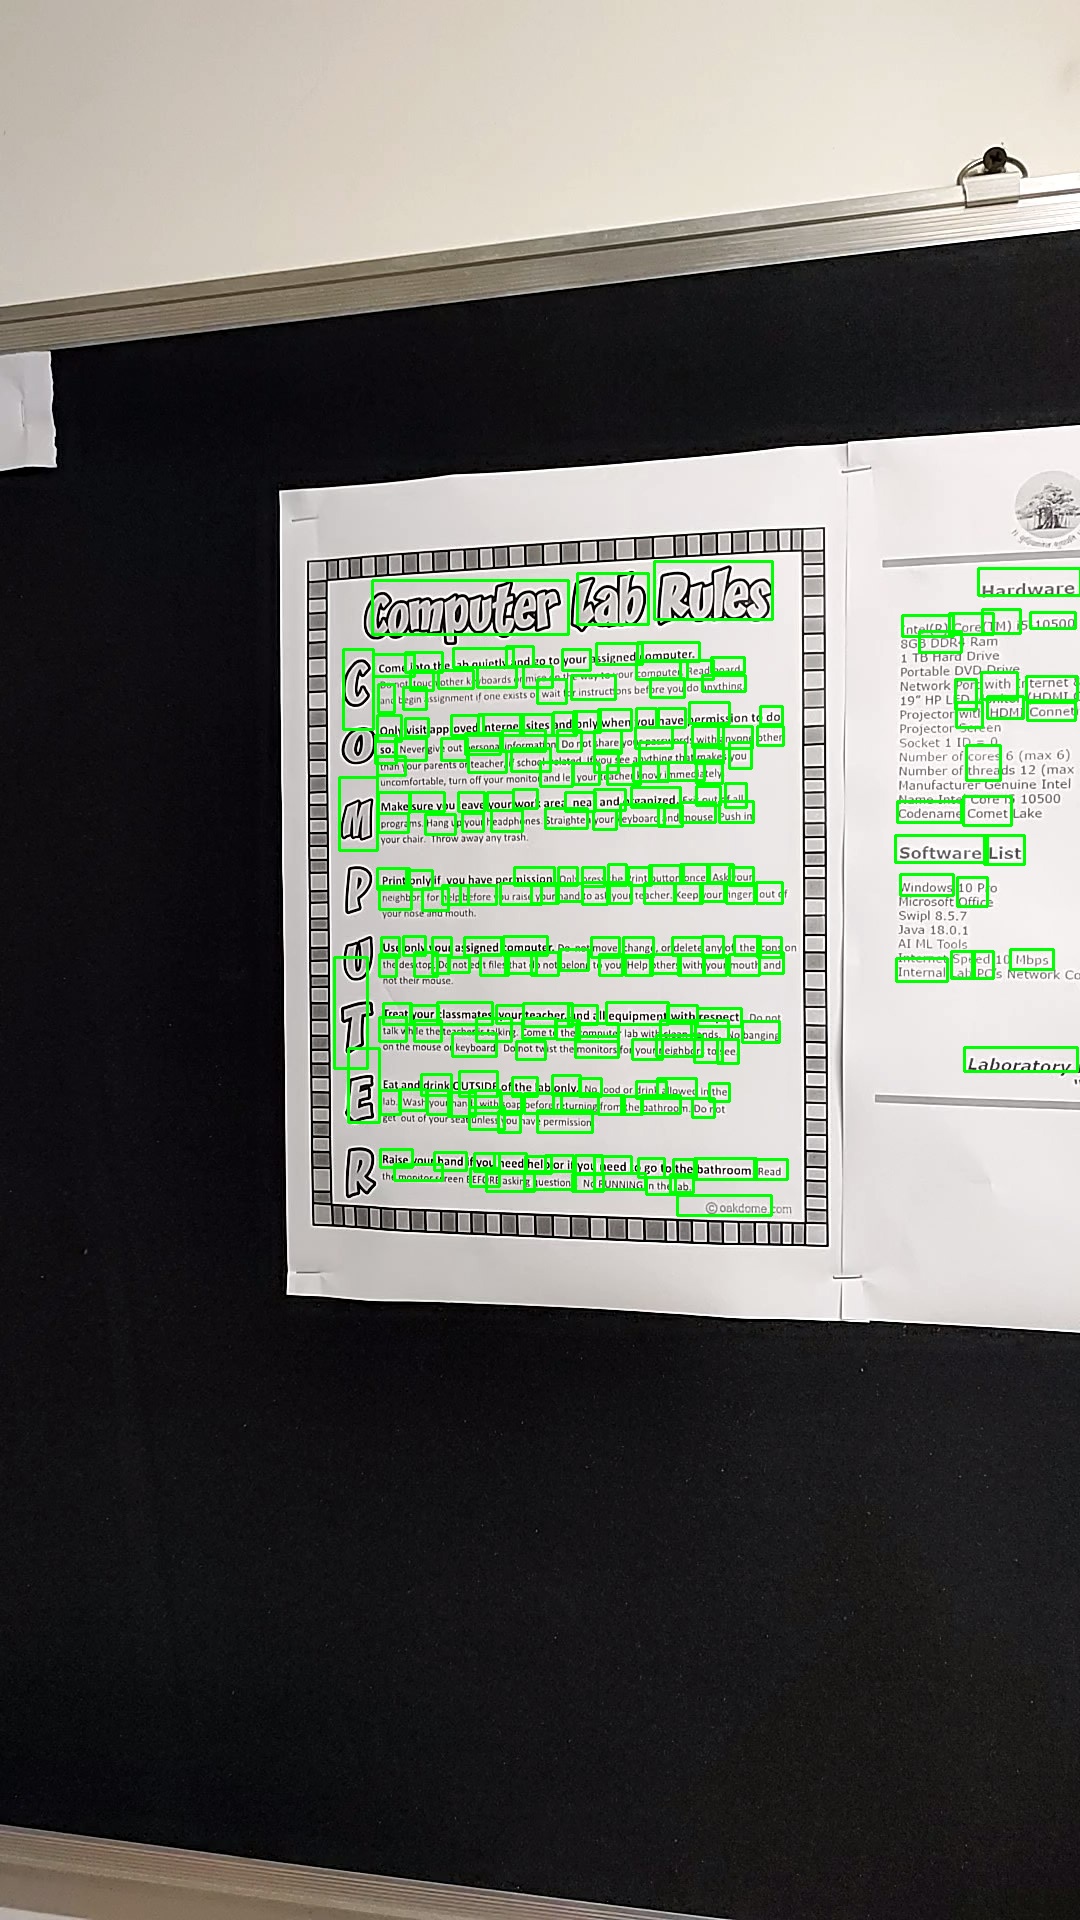 Computer Lab Rules
C
Come into the lab quietly and go to your assigned computer.
Do not touch other keyboards or mise on the way to your computer. Read board
and begin assignment if one exists or wait for instructions before you do anything.
O
Only visit approved internet sites and only when you have permission to do
so. Never give out personal information. Do not share your passwords with anyone other
than your parents or teacher, if school related. If you see anything that makes you
uncomfortable, turn off your monitor and let your teacher know immediately.
M
Make sure you leave your work area neat and organized. Exit out of all
programs. Hang up your headphones. Straighten your keyboard and mouse. Push in
your chair. Throw away any trash.
P
Print only if you have permission. Only press the Print button once. Ask your
neighbor for help before you raise your hand to ask your teacher. Keep your fingers out of
your nose and mouth.
U
Use only your assigned computer. Do not move, change, or delete any of the icons on
the desktop. Do not edit files that do not belong to you. Help others with your mouth and
not their mouse.
T
Treat your classmates, your teacher, and all equipment with respect. Do not
talk while the teacher is talking. Come to the computer lab with clean hands. No banging
on the mouse or keyboard. Do not twist the monitors for your neighbor to see
E
Eat and drink OUTSIDE of the lab only. No food or drink allowed in the
lab. Wash your hands with soap before returning from the bathroom. Do not
get out of your seat unless you have permission
R
Raise your hand if you need help or if you need to go to the bathroom. Read
the monitor screen BEFORE asking question. No RUNNING in the lab.
© oakdome.com
Hardware
Intel(R) Core(TM) i5 10500
8GB DDR4 Ram
1 TB Hard Drive
Portable DVD Drive
Network Port with Internet
19" HP LED Monitor (HDMI
Projector with HDMI Connet
Projector Screen
Socket 1 ID = 0
Number of cores 6 (max 6)
Number of threads 12 (max
Manufacturer Genuine Intel
Name Intel Core i5 10500
Codename Comet Lake
Software List
Windows 10 Pro
Microsoft Office
Swipl 8.5.7
Java 18.0.1
AI ML Tools
Internet Speed 10 Mbps
Internal Lab PC's Network Co
Laboratory